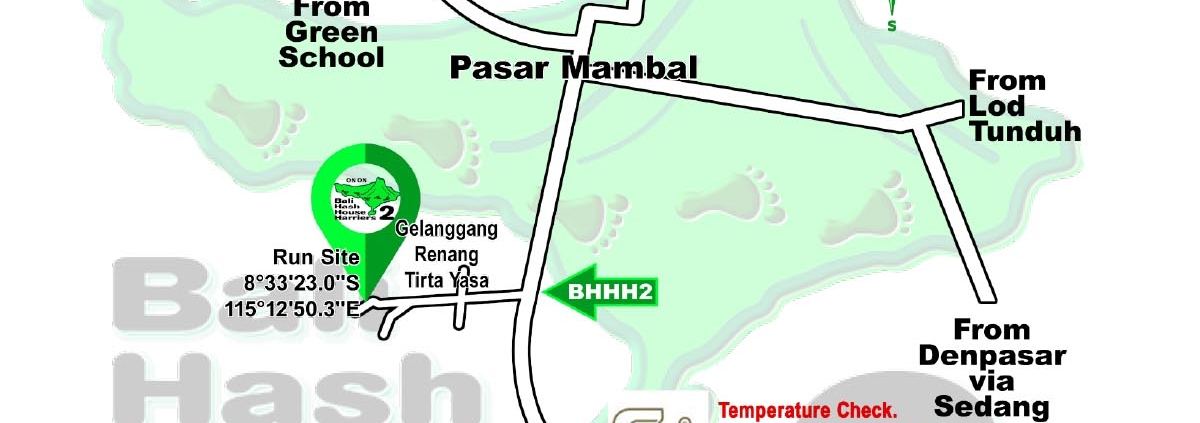 From
Green
School
S
Pasar Mambal
From
Lod
Tunduh
ON ON
Bali
Hash
House
Harriers 2
Gelanggang
Renang
Tirta Yasa
Run Site
8°33'23.0"S
115°12'50.3"E
BHHH2
From
Denpasar
via
Sedang
Bali
Hash
Temperature Check.